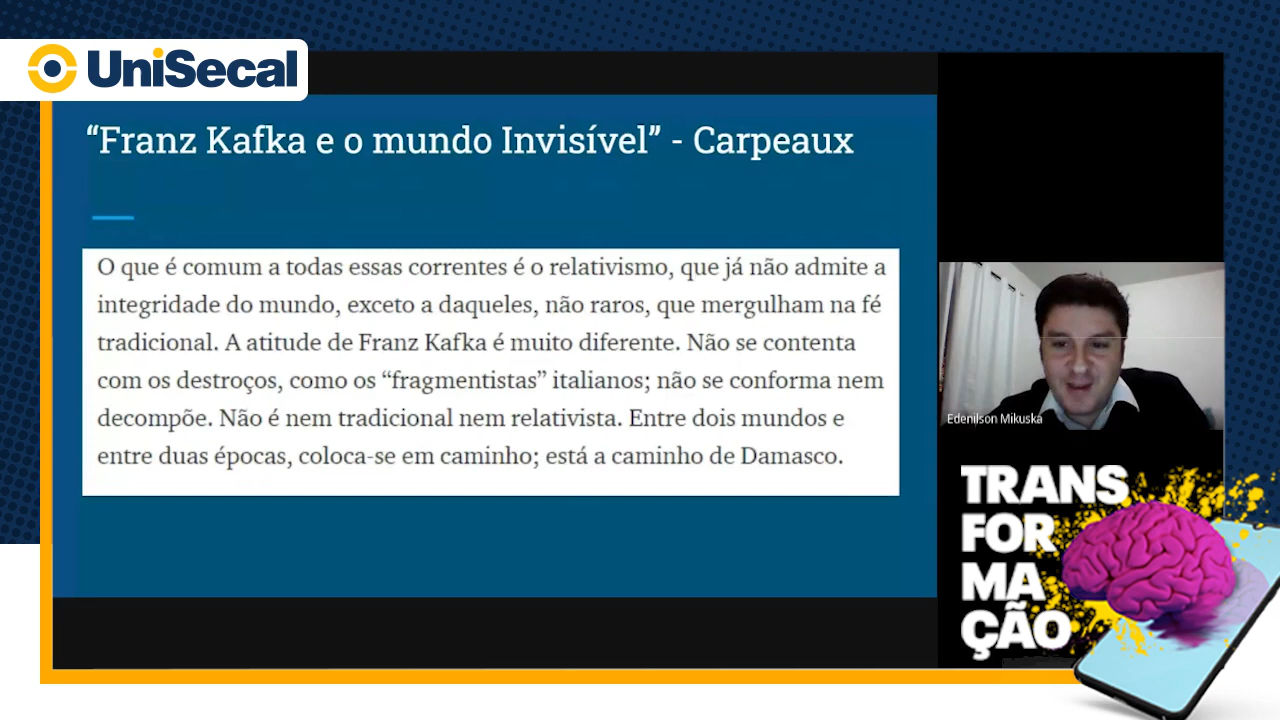 UniSecal
“Franz Kafka e o mundo Invisível” - Carpeaux
O que é comum a todas essas correntes é o relativismo, que já não admite a
integridade do mundo, exceto a daqueles, não raros, que mergulham na fé
tradicional. A atitude de Franz Kafka é muito diferente. Não se contenta
com os destroços, como os “fragmentistas” italianos; não se conforma nem
decompõe. Não é nem tradicional nem relativista. Entre dois mundos e
entre duas épocas, coloca-se em caminho; está a caminho de Damasco.
Edenilson Mikuska
TRANS
FOR
MA
ÇÃO